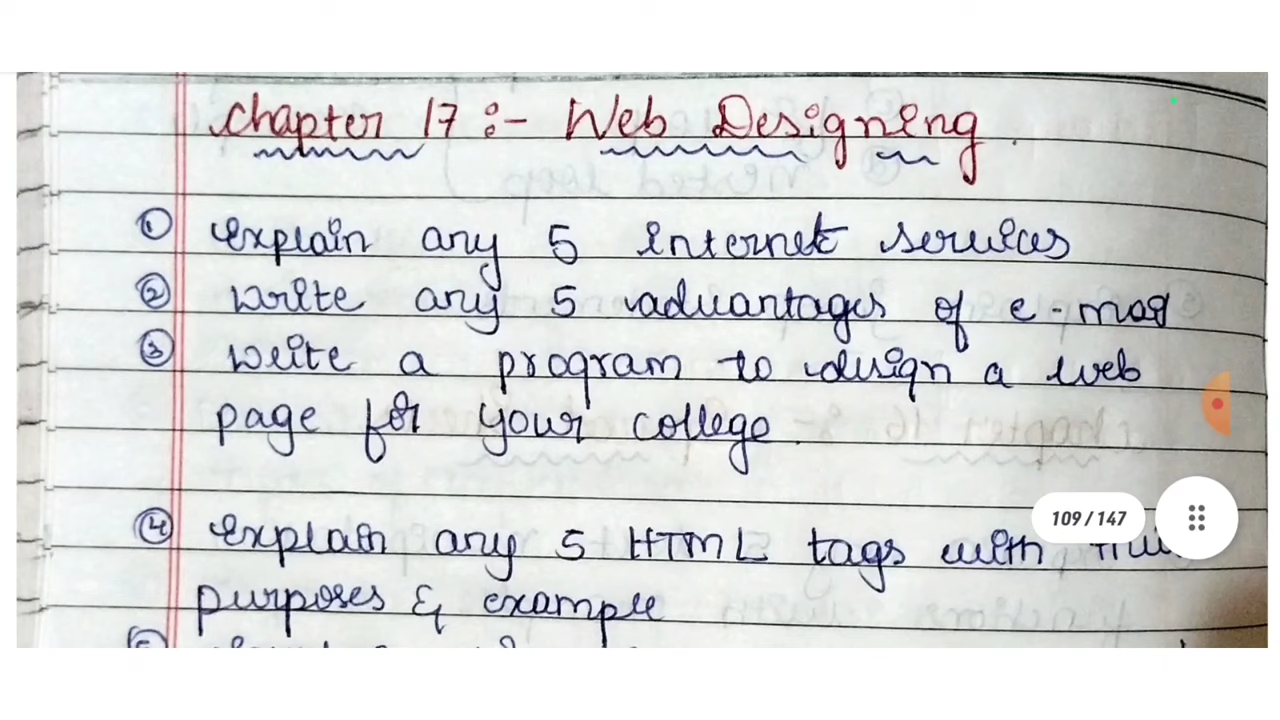 Chapter 17 :- Web Designing.
① explain any 5 internet services
② write any 5 advantages of e-mail
③ write a program to design a web
page for your college.
④ explain any 5 HTML tags with
purposes & example
109 / 147